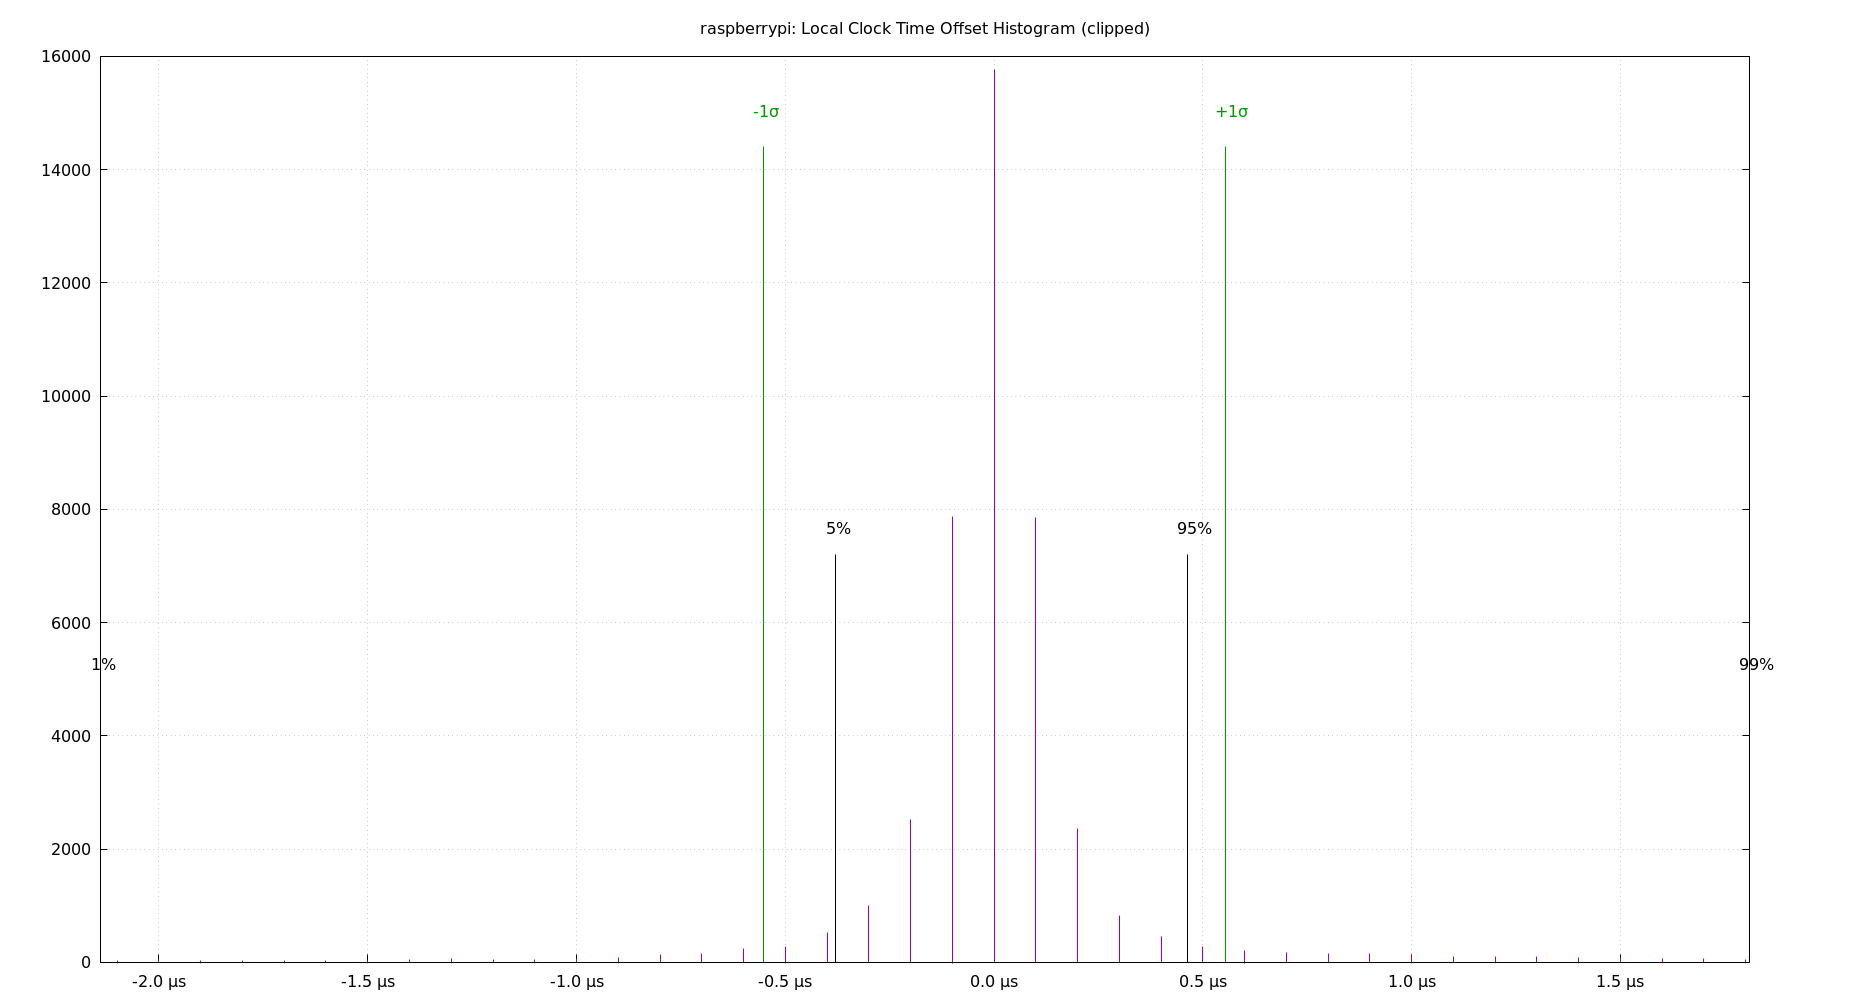 raspberrypi: Local Clock Time Offset Histogram (clipped)
16000
-1σ
+1σ
14000
12000
10000
8000
5%
95%
6000
1%
99%
4000
2000
0
-2.0 µs
-1.5 µs
-1.0 µs
-0.5 µs
0.0 µs
0.5 µs
1.0 µs
1.5 µs